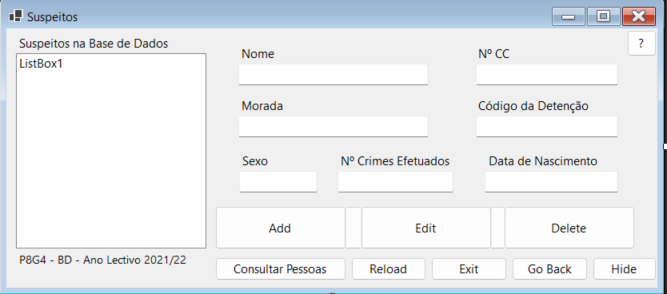 Suspeitos
?
Suspeitos na Base de Dados
ListBox1
Nome
Nº CC
Morada
Código da Detenção
Sexo
Nº Crimes Efetuados
Data de Nascimento
Add
Edit
Delete
P8G4 - BD - Ano Lectivo 2021/22
Consultar Pessoas
Reload
Exit
Go Back
Hide